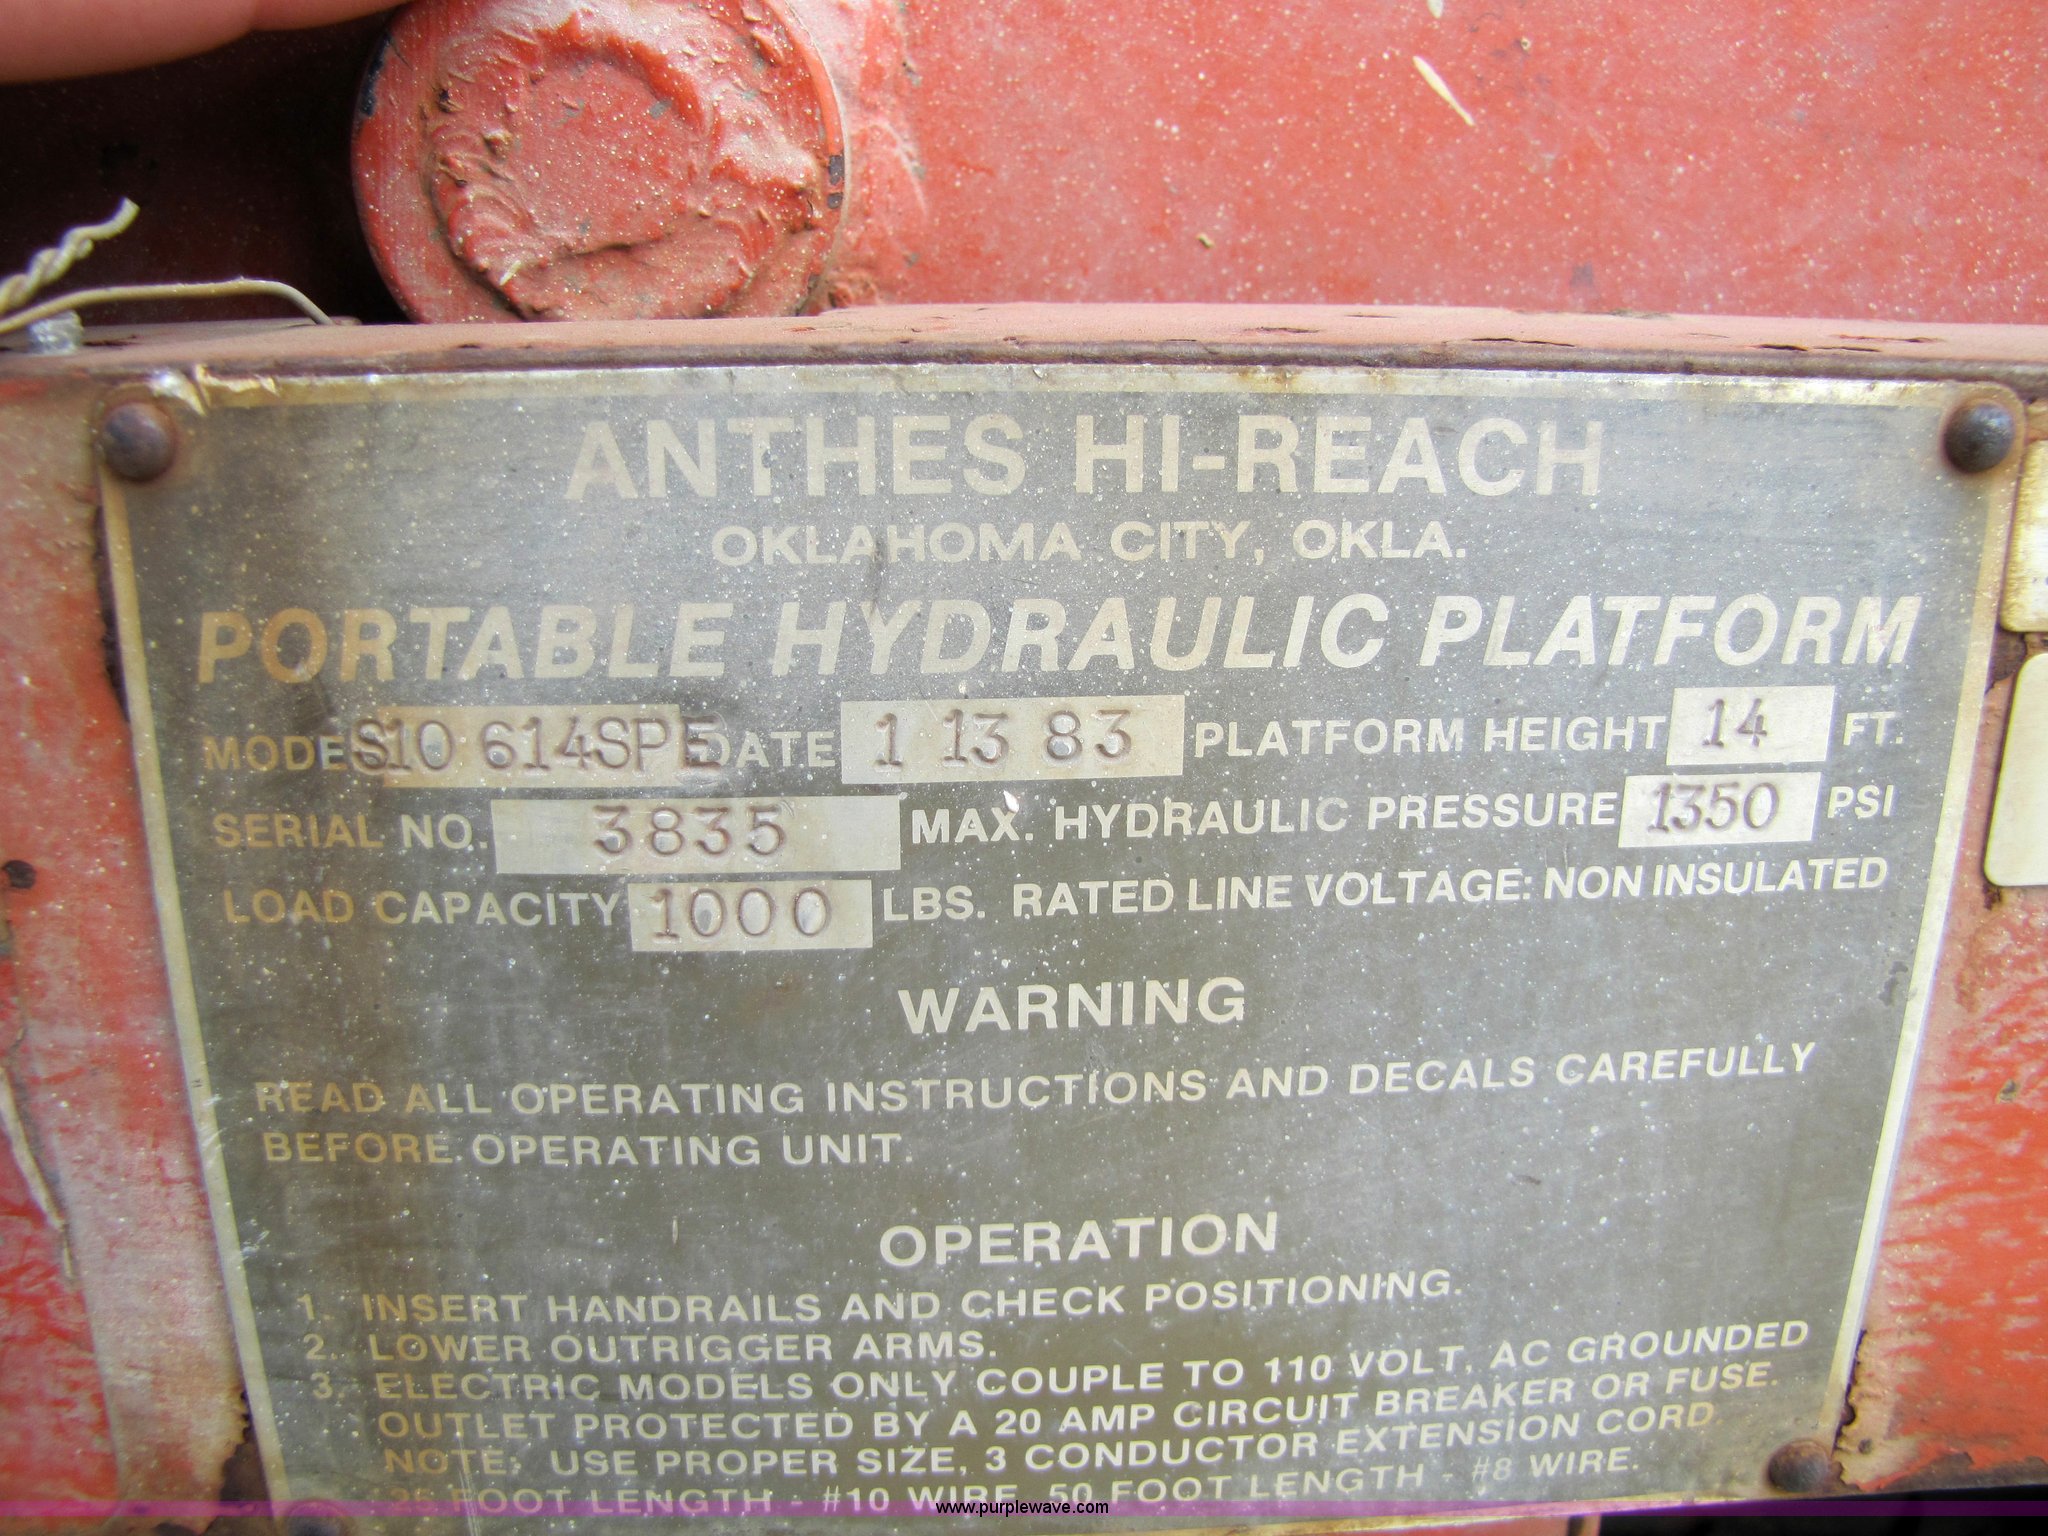 ANTHES HI-REACH
OKLAHOMA CITY, OKLA.
PORTABLE HYDRAULIC PLATFORM
MODE S10 614SPE DATE 1 13 83 PLATFORM HEIGHT 14 FT.
SERIAL NO. 3835 MAX. HYDRAULIC PRESSURE 1350 PSI
LOAD CAPACITY 1000 LBS. RATED LINE VOLTAGE: NON INSULATED
WARNING
READ ALL OPERATING INSTRUCTIONS AND DECALS CAREFULLY
BEFORE OPERATING UNIT.
OPERATION
1. INSERT HANDRAILS AND CHECK POSITIONING.
2. LOWER OUTRIGGER ARMS.
3. ELECTRIC MODELS ONLY COUPLE TO 110 VOLT, AC GROUNDED
OUTLET PROTECTED BY A 20 AMP CIRCUIT BREAKER OR FUSE.
NOTE: USE PROPER SIZE, 3 CONDUCTOR EXTENSION CORD.
25 FOOT LENGTH - #10 WIRE, 50 FOOT LENGTH - #8 WIRE.
www.purplewave.com